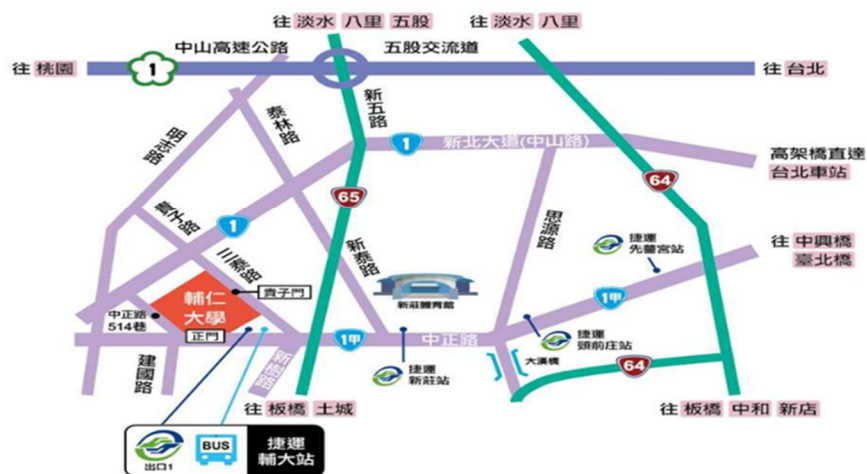 往 淡水 八里 五股
往 淡水 八里
中山高速公路
五股交流道
往 桃園
1
往 台北
新五路
泰林路
明志路
1
新北大道(中山路)
高架橋直達
台北車站
64
65
貴子路
1
思源路
三泰路
新泰路
捷運
先嗇宮站
往 中興橋
臺北橋
輔仁
大學
貴子門
新莊體育館
1甲
中正路
514巷
正門
1甲
中正路
捷運
頭前庄站
大漢橋
建國路
新樹路
捷運
新莊站
64
往 板橋 土城
往 板橋 中和 新店
出口1
BUS
捷運
輔大站